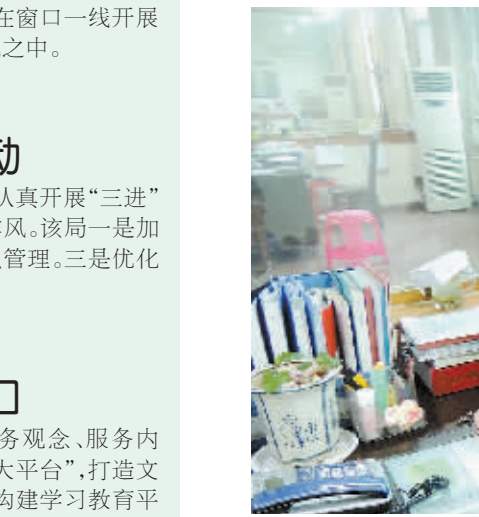 在窗口一线开展
之中。
动
认真开展“三进”
风。该局一是加
管理。三是优化
口
务观念、服务内
大平台”,打造文
构建学习教育平